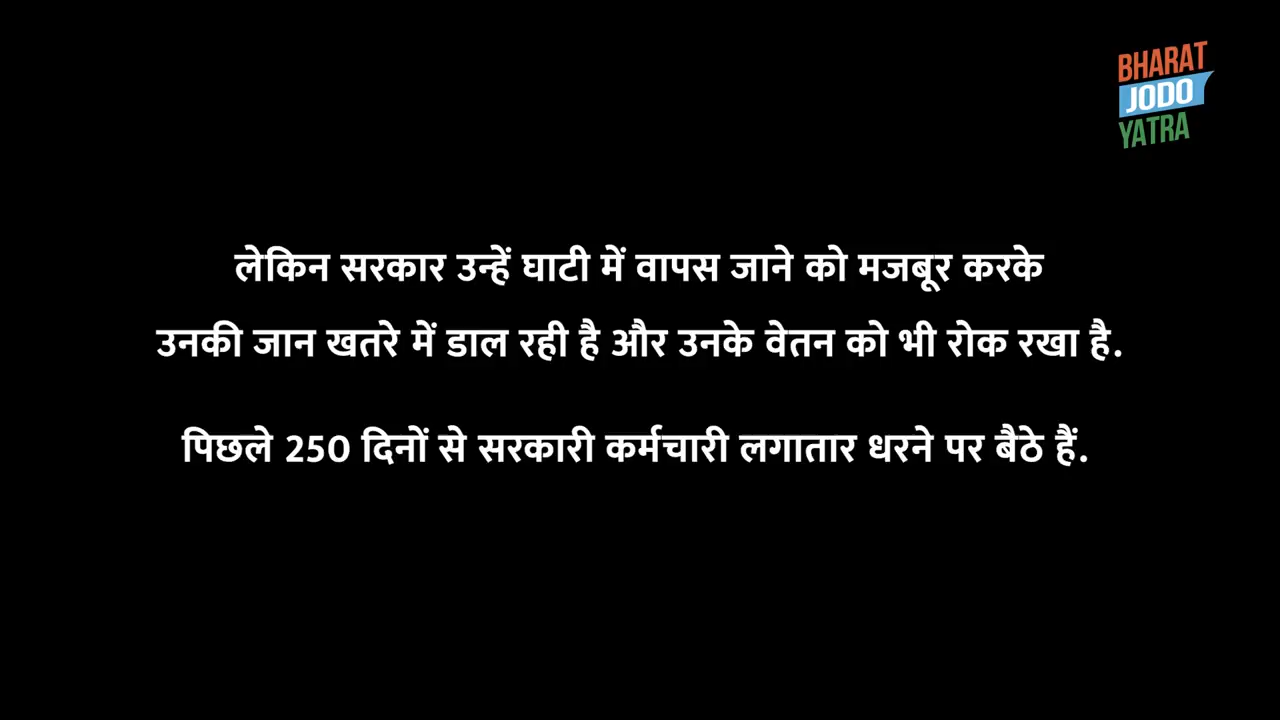 BHARAT
JODO
YATRA
लेकिन सरकार उन्हें घाटी में वापस जाने को मजबूर करके
उनकी जान खतरे में डाल रही है और उनके वेतन को भी रोक रखा है.
पिछले 250 दिनों से सरकारी कर्मचारी लगातार धरने पर बैठे हैं.